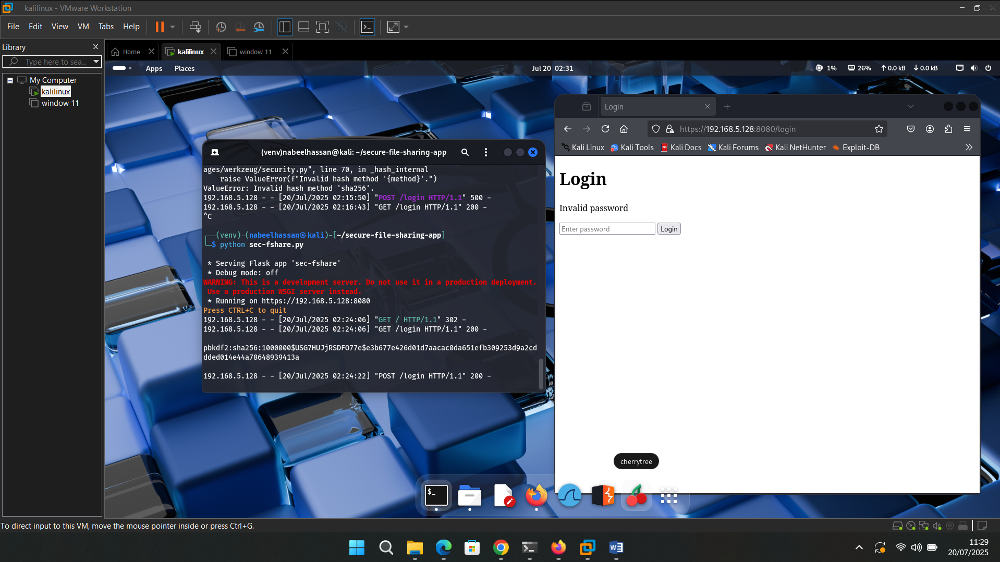 kalilinux - VMware Workstation
File Edit View VM Tabs Help
Library
Type here to sea...
My Computer
kalilinux
window 11
Home
kalilinux
window 11
Apps Places
Jul 20 02:31
1% 26% 0.0 kB 0.0 kB
(venv)nabeelhassan@kali: ~/secure-file-sharing-app
ages/werkzeug/security.py", line 70, in _hash_internal
raise ValueError(f"Invalid hash method '{method}'.")
ValueError: Invalid hash method 'sha256'.
192.168.5.128 - - [20/Jul/2025 02:15:50] "POST /login HTTP/1.1" 500 -
192.168.5.128 - - [20/Jul/2025 02:16:43] "GET /login HTTP/1.1" 200 -
^C
┌──(venv)─(nabeelhassan㉿kali)-[~/secure-file-sharing-app]
└─$ python sec-fshare.py
* Serving Flask app 'sec-fshare'
* Debug mode: off
WARNING: This is a development server. Do not use it in a production deployment.
Use a production WSGI server instead.
* Running on https://192.168.5.128:8080
Press CTRL+C to quit
192.168.5.128 - - [20/Jul/2025 02:24:06] "GET / HTTP/1.1" 302 -
192.168.5.128 - - [20/Jul/2025 02:24:06] "GET /login HTTP/1.1" 200 -
pbkdf2:sha256:1000000$USG7HUJjRSDFO77e$e3b677e426d01d7aacac0da651efb309253d9a2cd
dded014e44a78648939413a
192.168.5.128 - - [20/Jul/2025 02:24:22] "POST /login HTTP/1.1" 200 -
Login
https://192.168.5.128:8080/login
Kali Linux Kali Tools Kali Docs Kali Forums Kali NetHunter Exploit-DB
Login
Invalid password
Enter password Login
cherrytree
$_
To direct input to this VM, move the mouse pointer inside or press Ctrl+G.
11:29
20/07/2025